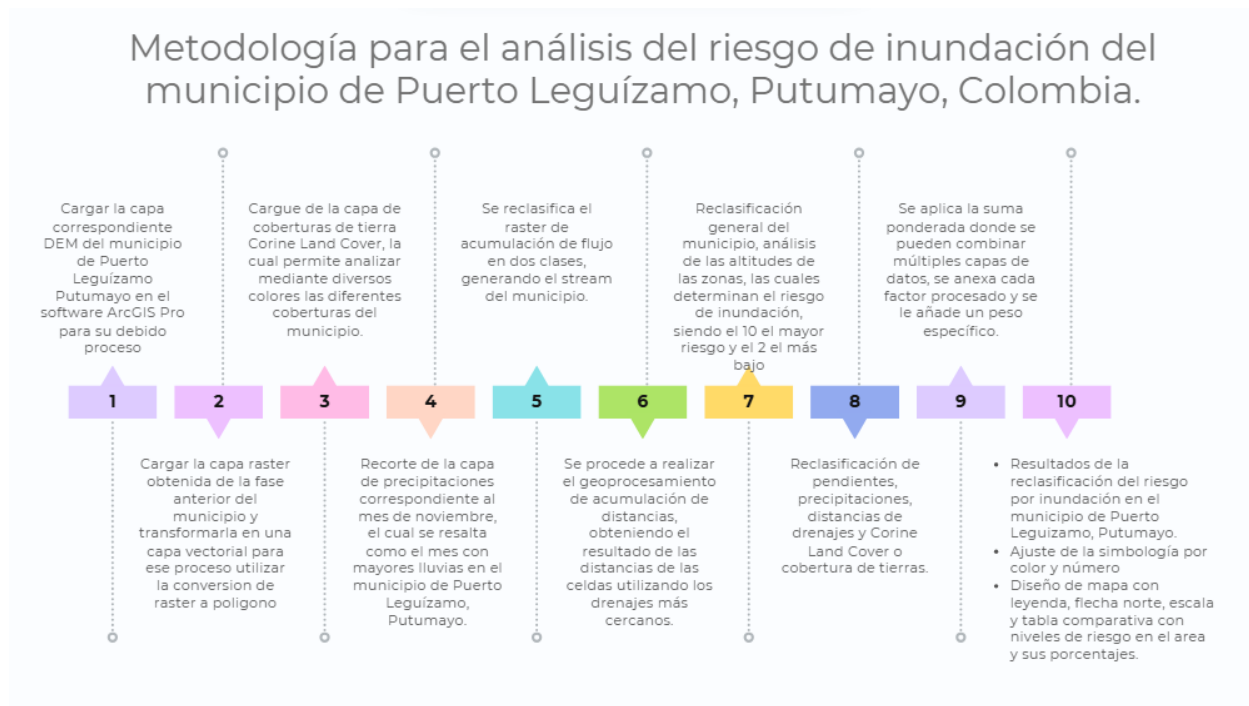 Metodología para el análisis del riesgo de inundación del
municipio de Puerto Leguízamo, Putumayo, Colombia.
Cargar la capa
correspondiente
DEM del municipio
de Puerto
Leguízamo
Putumayo en el
software ArcGIS Pro
para su debido
proceso
Cargue de la capa de
coberturas de tierra
Corine Land Cover, la
cual permite analizar
mediante diversos
colores las diferentes
coberturas del
municipio.
Se reclasifica el
raster de
acumulación de flujo
en dos clases,
generando el stream
del municipio.
Reclasificación
general del
municipio, análisis
de las altitudes de
las zonas, las cuales
determinan el riesgo
de inundación,
siendo el 10 el mayor
riesgo y el 2 el más
bajo
Se aplica la suma
ponderada donde se
pueden combinar
múltiples capas de
datos, se anexa cada
factor procesado y se
le añade un peso
específico.
1
2
3
4
5
6
7
8
9
10
Cargar la capa raster
obtenida de la fase
anterior del
municipio y
transformarla en una
capa vectorial para
ese proceso utilizar
la conversion de
raster a poligono
Recorte de la capa
de precipitaciones
correspondiente al
mes de noviembre,
el cual se resalta
como el mes con
mayores lluvias en el
municipio de Puerto
Leguízamo,
Putumayo.
Se procede a realizar
el geoprocesamiento
de acumulación de
distancias,
obteniendo el
resultado de las
distancias de las
celdas utilizando los
drenajes más
cercanos.
Reclasificación de
pendientes,
precipitaciones,
distancias de
drenajes y Corine
Land Cover o
cobertura de tierras.
• Resultados de la
reclasificación del riesgo
por inundación en el
municipio de Puerto
Leguizamo, Putumayo.
• Ajuste de la simbología por
color y número
• Diseño de mapa con
leyenda, flecha norte, escala
y tabla comparativa con
niveles de riesgo en el area
y sus porcentajes.